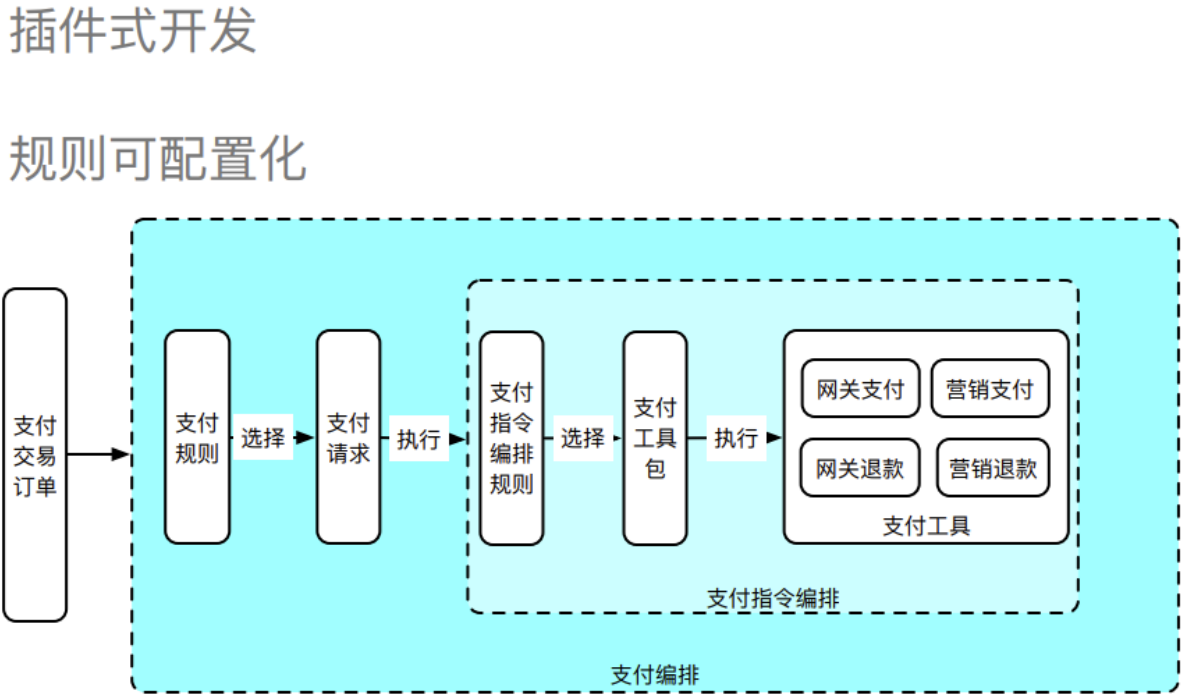 插件式开发
规则可配置化
支付
交易
订单
支付
规则
选择
支付
请求
执行
支付
指令
编排
规则
选择
支付
工具
包
执行
网关支付
营销支付
网关退款
营销退款
支付工具
支付指令编排
支付编排